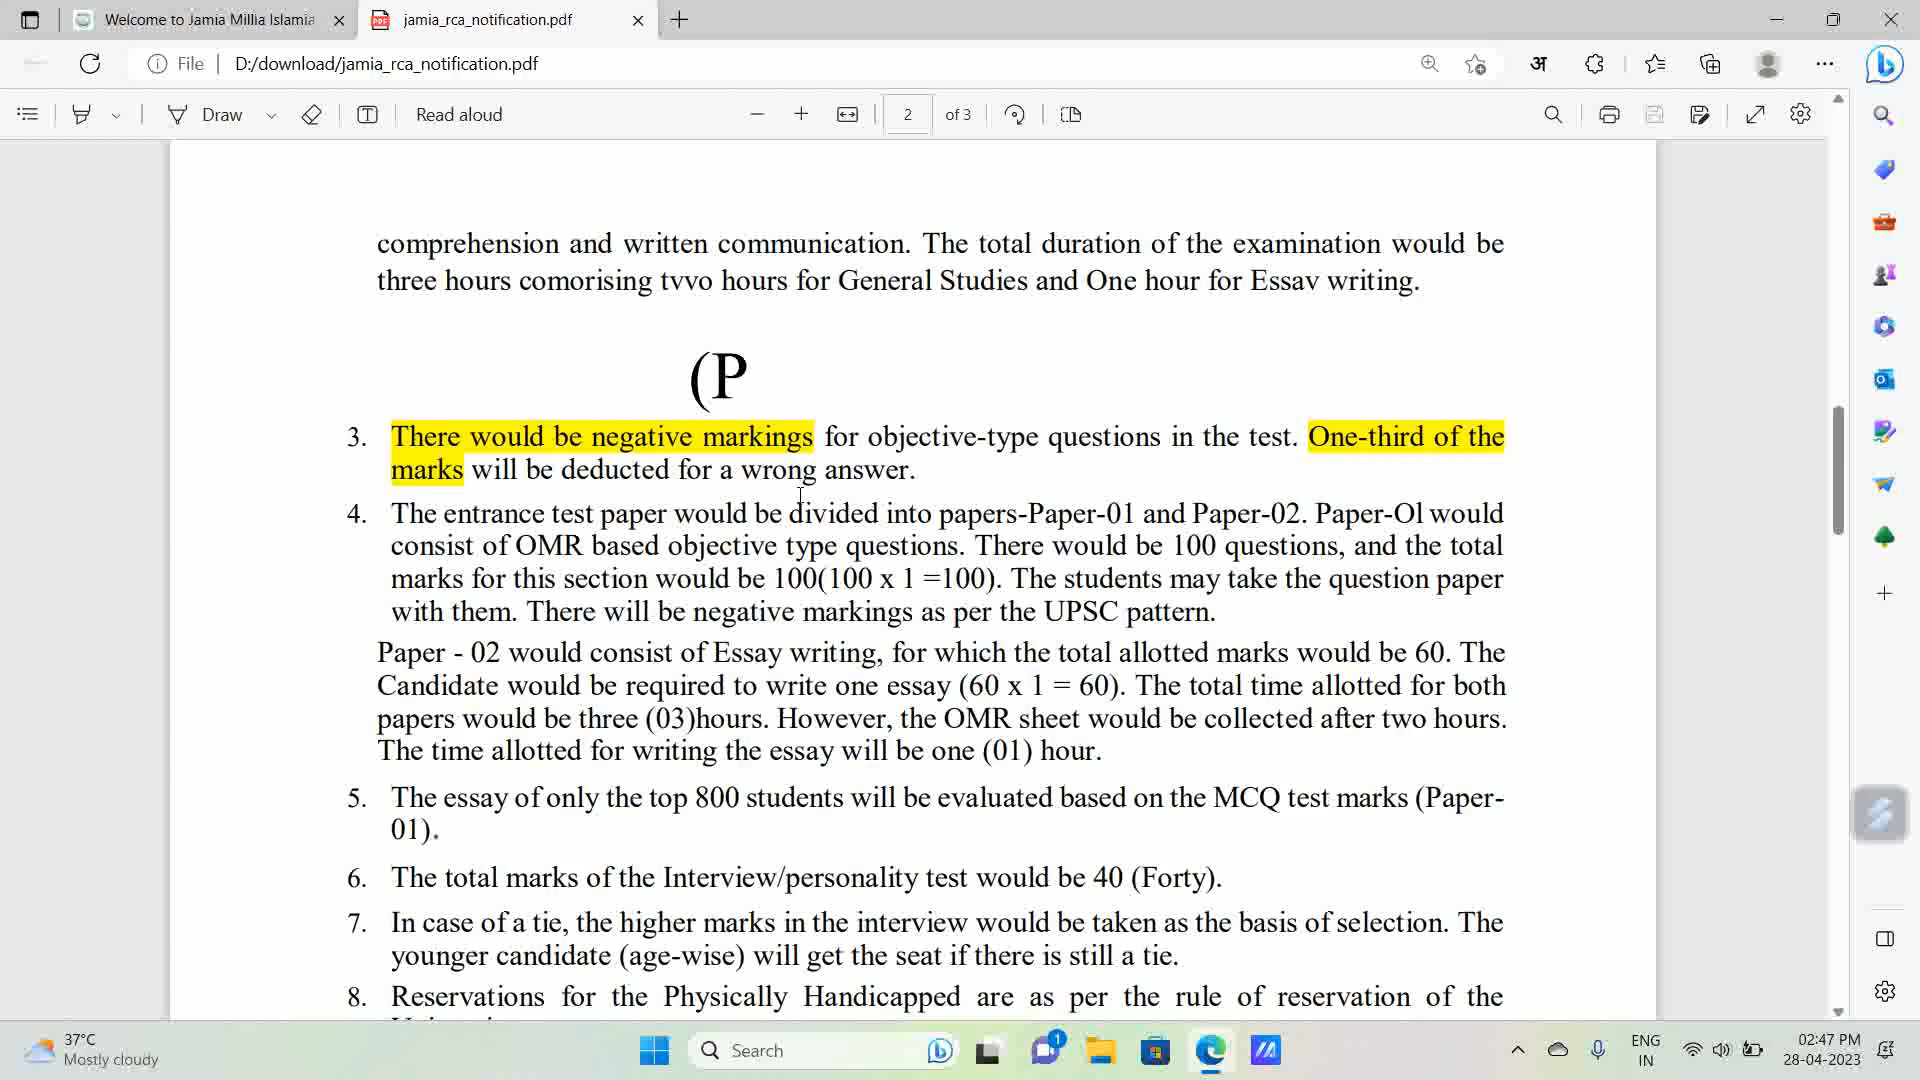 Welcome to Jamia Millia Islamia
jamia_rca_notification.pdf
File
D:/download/jamia_rca_notification.pdf
अ
Draw
Read aloud
2 of 3
comprehension and written communication. The total duration of the examination would be
three hours comorising tvvo hours for General Studies and One hour for Essav writing.
(P
3. There would be negative markings for objective-type questions in the test. One-third of the
marks will be deducted for a wrong answer.
4. The entrance test paper would be divided into papers-Paper-01 and Paper-02. Paper-Ol would
consist of OMR based objective type questions. There would be 100 questions, and the total
marks for this section would be 100(100 x 1 =100). The students may take the question paper
with them. There will be negative markings as per the UPSC pattern.
Paper - 02 would consist of Essay writing, for which the total allotted marks would be 60. The
Candidate would be required to write one essay (60 x 1 = 60). The total time allotted for both
papers would be three (03)hours. However, the OMR sheet would be collected after two hours.
The time allotted for writing the essay will be one (01) hour.
5. The essay of only the top 800 students will be evaluated based on the MCQ test marks (Paper-
01).
6. The total marks of the Interview/personality test would be 40 (Forty).
7. In case of a tie, the higher marks in the interview would be taken as the basis of selection. The
younger candidate (age-wise) will get the seat if there is still a tie.
8. Reservations for the Physically Handicapped are as per the rule of reservation of the
37°C
Mostly cloudy
Search
1
ENG
IN
02:47 PM
28-04-2023